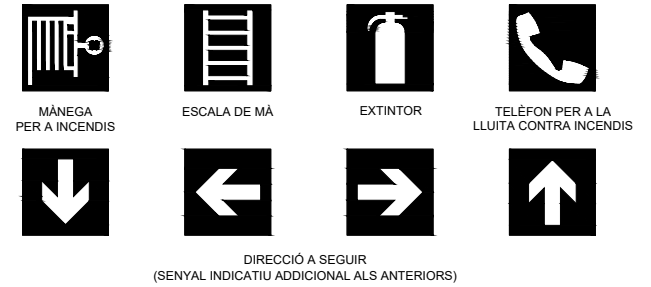 MÀNEGA
PER A INCENDIS
ESCALA DE MÀ
EXTINTOR
TELÈFON PER A LA
LLUITA CONTRA INCENDIS
DIRECCIÓ A SEGUIR
(SENYAL INDICATIU ADDICIONAL ALS ANTERIORS)